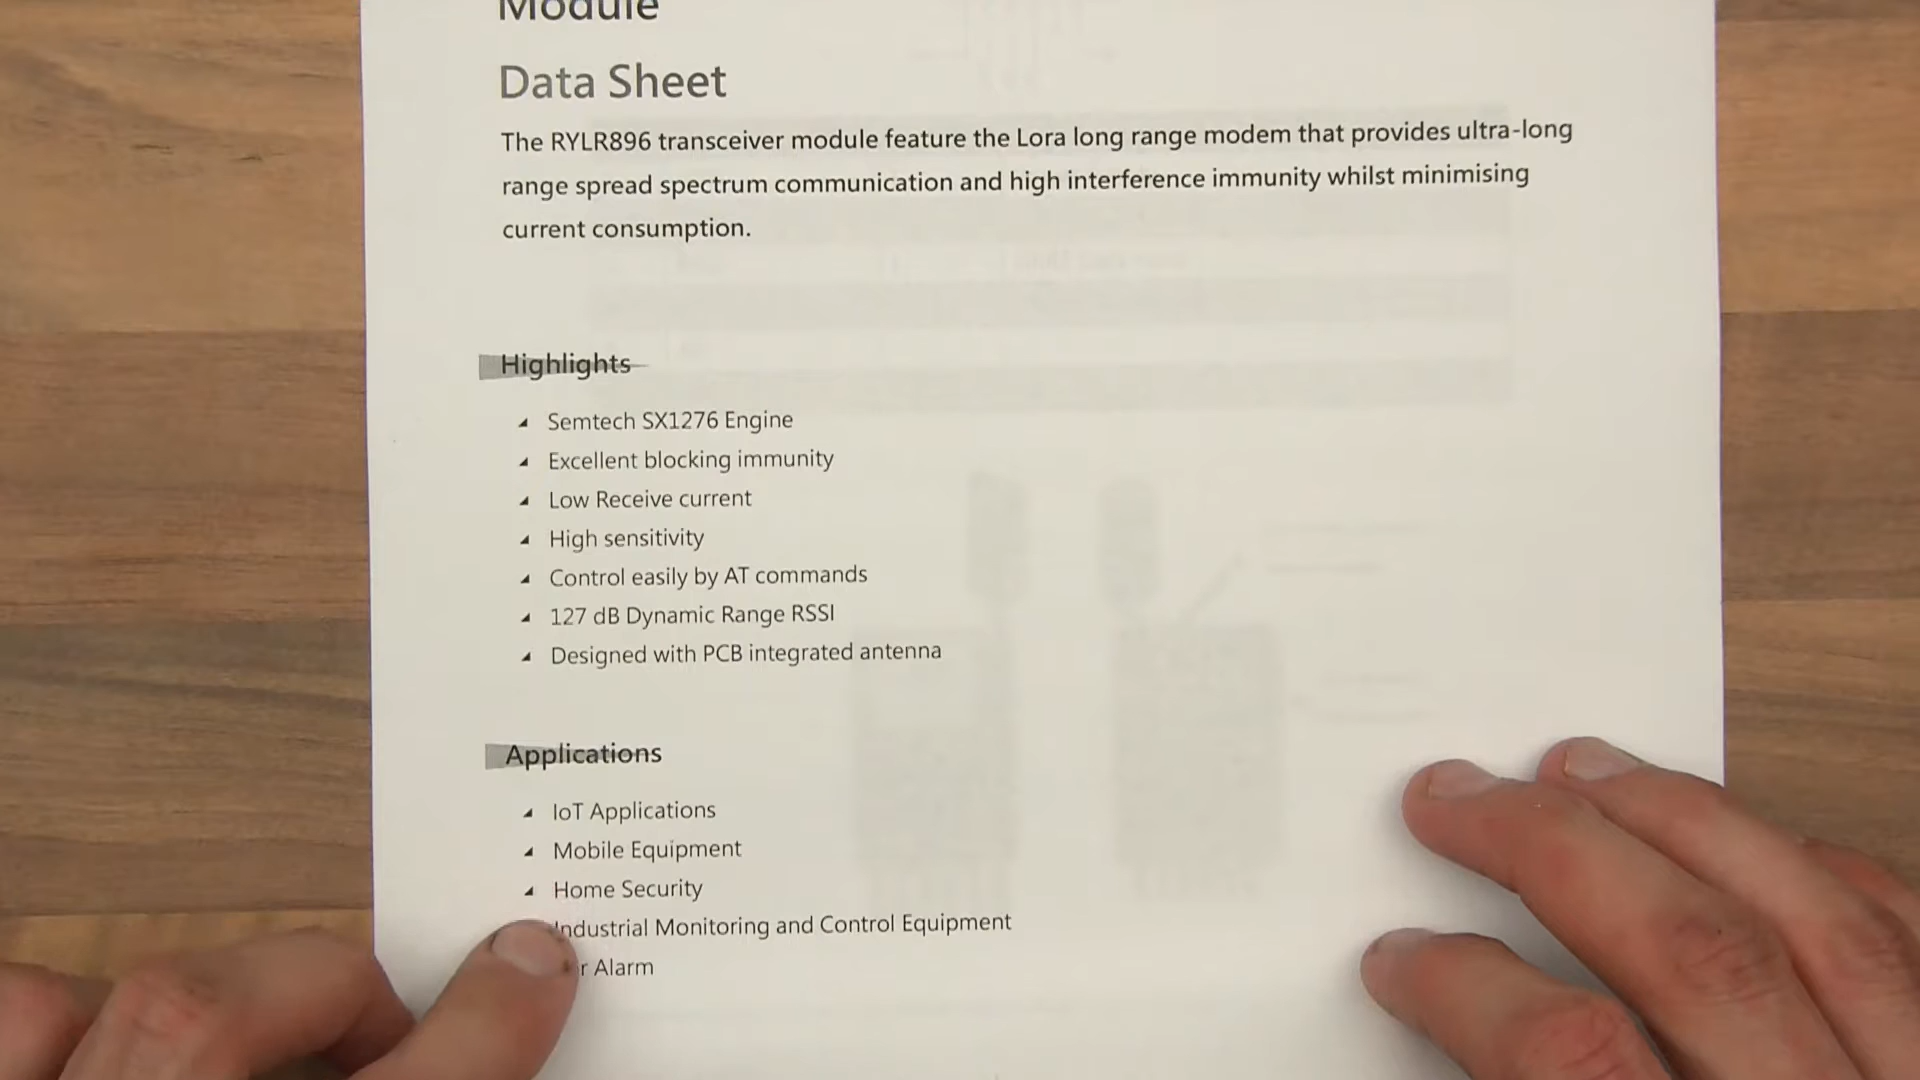 Module
Data Sheet
The RYLR896 transceiver module feature the Lora long range modem that provides ultra-long
range spread spectrum communication and high interference immunity whilst minimising
current consumption.
Highlights
Semtech SX1276 Engine
Excellent blocking immunity
Low Receive current
High sensitivity
Control easily by AT commands
127 dB Dynamic Range RSSI
Designed with PCB integrated antenna
Applications
IoT Applications
Mobile Equipment
Home Security
Industrial Monitoring and Control Equipment
Alarm